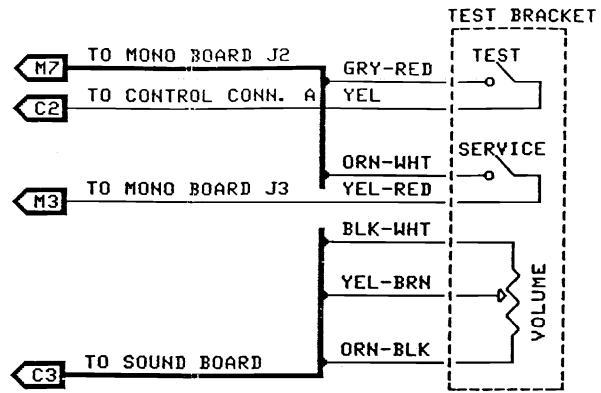 TEST BRACKET
M7 TO MONO BOARD J2
GRY-RED
TEST
C2 TO CONTROL CONN. A
YEL
ORN-WHT
SERVICE
M3 TO MONO BOARD J3
YEL-RED
BLK-WHT
YEL-BRN
VOLUME
ORN-BLK
C3 TO SOUND BOARD